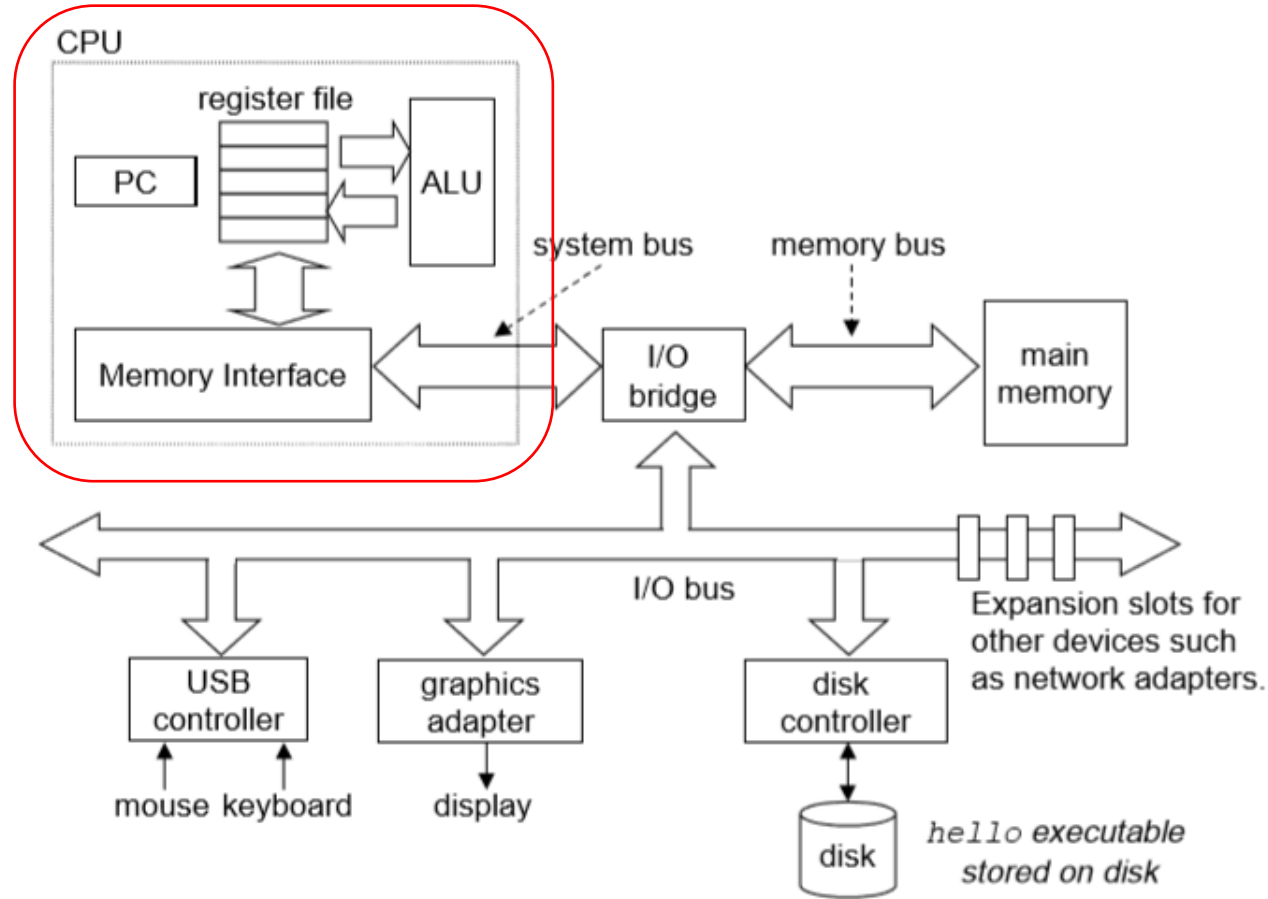 CPU
register file
PC
ALU
system bus
memory bus
Memory Interface
I/O
bridge
main
memory
I/O bus
Expansion slots for
other devices such
as network adapters.
USB
controller
graphics
adapter
disk
controller
mouse
keyboard
display
disk
hello executable
stored on disk